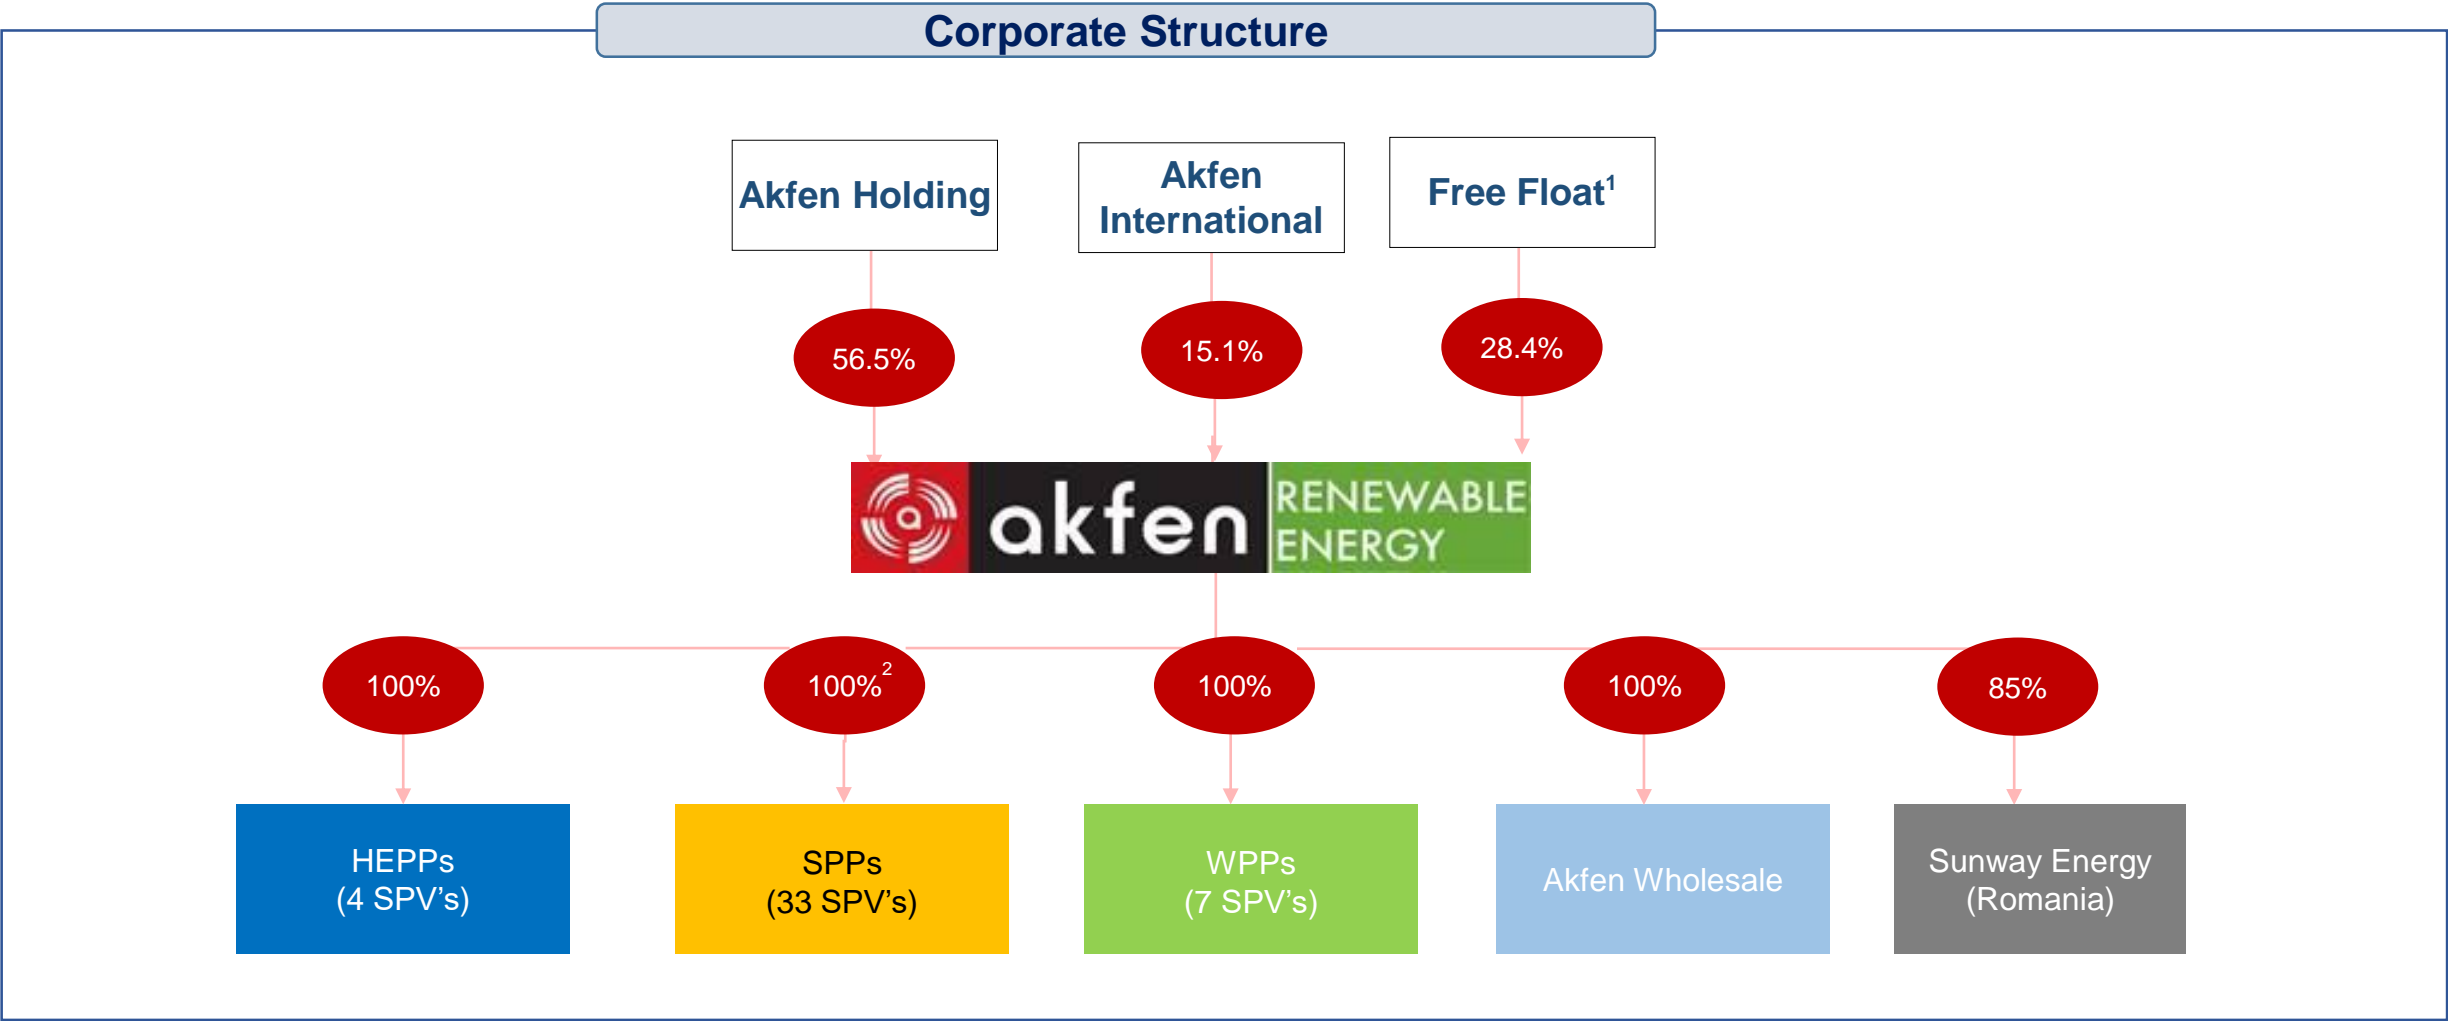 Corporate Structure
Akfen Holding
Akfen
International
Free Float¹
56.5%
15.1%
28.4%
a
akfen
RENEWABLE
ENERGY
100%
100%²
100%
100%
85%
HEPPs
(4 SPV’s)
SPPs
(33 SPV’s)
WPPs
(7 SPV’s)
Akfen Wholesale
Sunway Energy
(Romania)